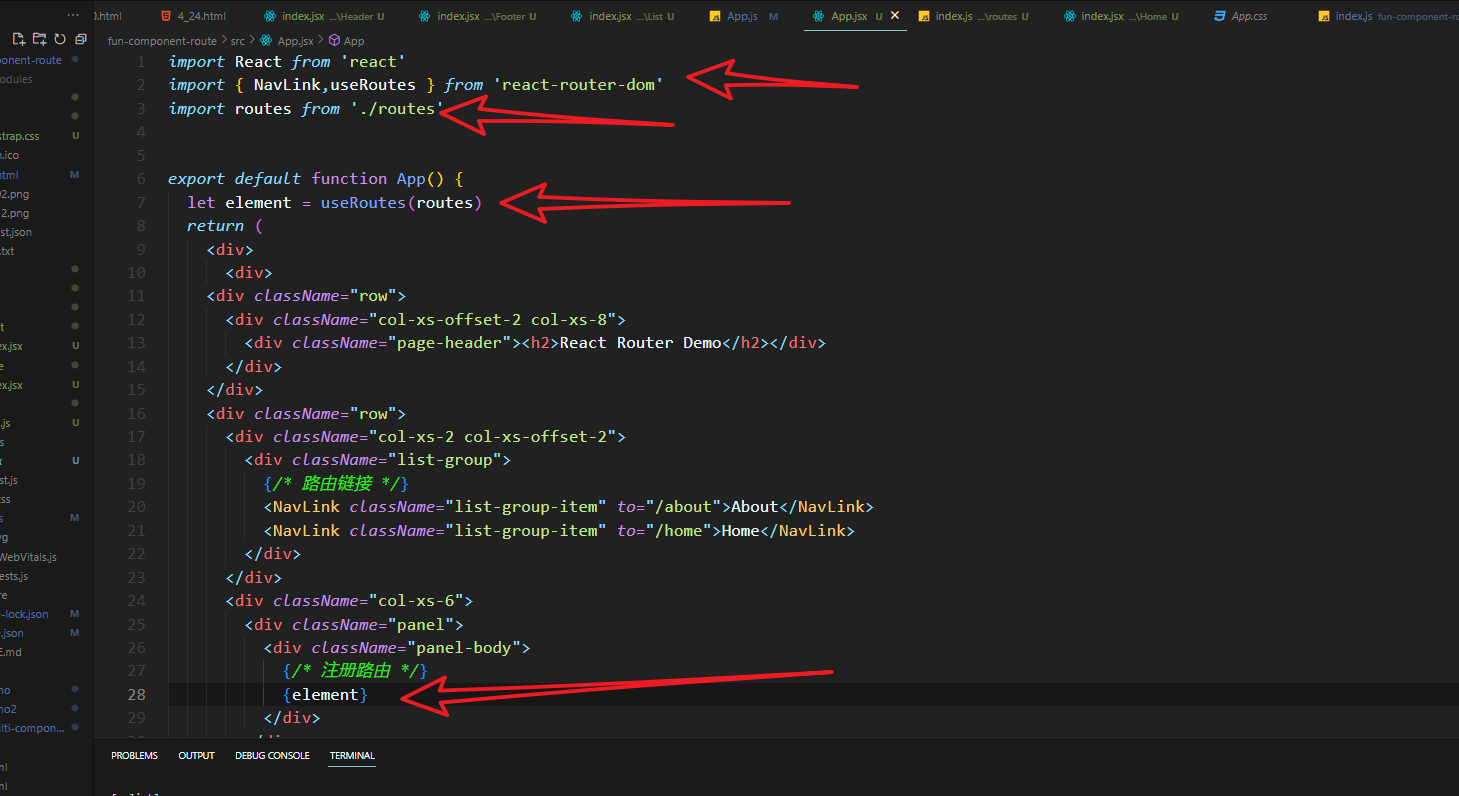 0.html 4_24.html index.jsx ...\Header U index.jsx ...\Footer U index.jsx ...\List U App.js M App.jsx U index.js ...\routes U index.jsx ...\Home U App.css index.js fun-component-ro
fun-component-route > src > App.jsx > App
ponent-route
odules
strap.css U
n.ico
html M
02.png
12.png
st.json
.txt
t
ex.jsx U
e
ex.jsx U
.js U
s
x U
st.js
ss
s M
vg
WebVitals.js
ests.js
re
e-lock.json M
e.json M
E.md
mo
mo2
ulti-compon...
ml
ml
1 import React from 'react'
2 import { NavLink,useRoutes } from 'react-router-dom'
3 import routes from './routes'
4
5
6 export default function App() {
7 let element = useRoutes(routes)
8 return (
9 <div>
10 <div>
11 <div className="row">
12 <div className="col-xs-offset-2 col-xs-8">
13 <div className="page-header"><h2>React Router Demo</h2></div>
14 </div>
15 </div>
16 <div className="row">
17 <div className="col-xs-2 col-xs-offset-2">
18 <div className="list-group">
19 {/* 路由链接 */}
20 <NavLink className="list-group-item" to="/about">About</NavLink>
21 <NavLink className="list-group-item" to="/home">Home</NavLink>
22 </div>
23 </div>
24 <div className="col-xs-6">
25 <div className="panel">
26 <div className="panel-body">
27 {/* 注册路由 */}
28 {element}
29 </div>
PROBLEMS OUTPUT DEBUG CONSOLE TERMINAL